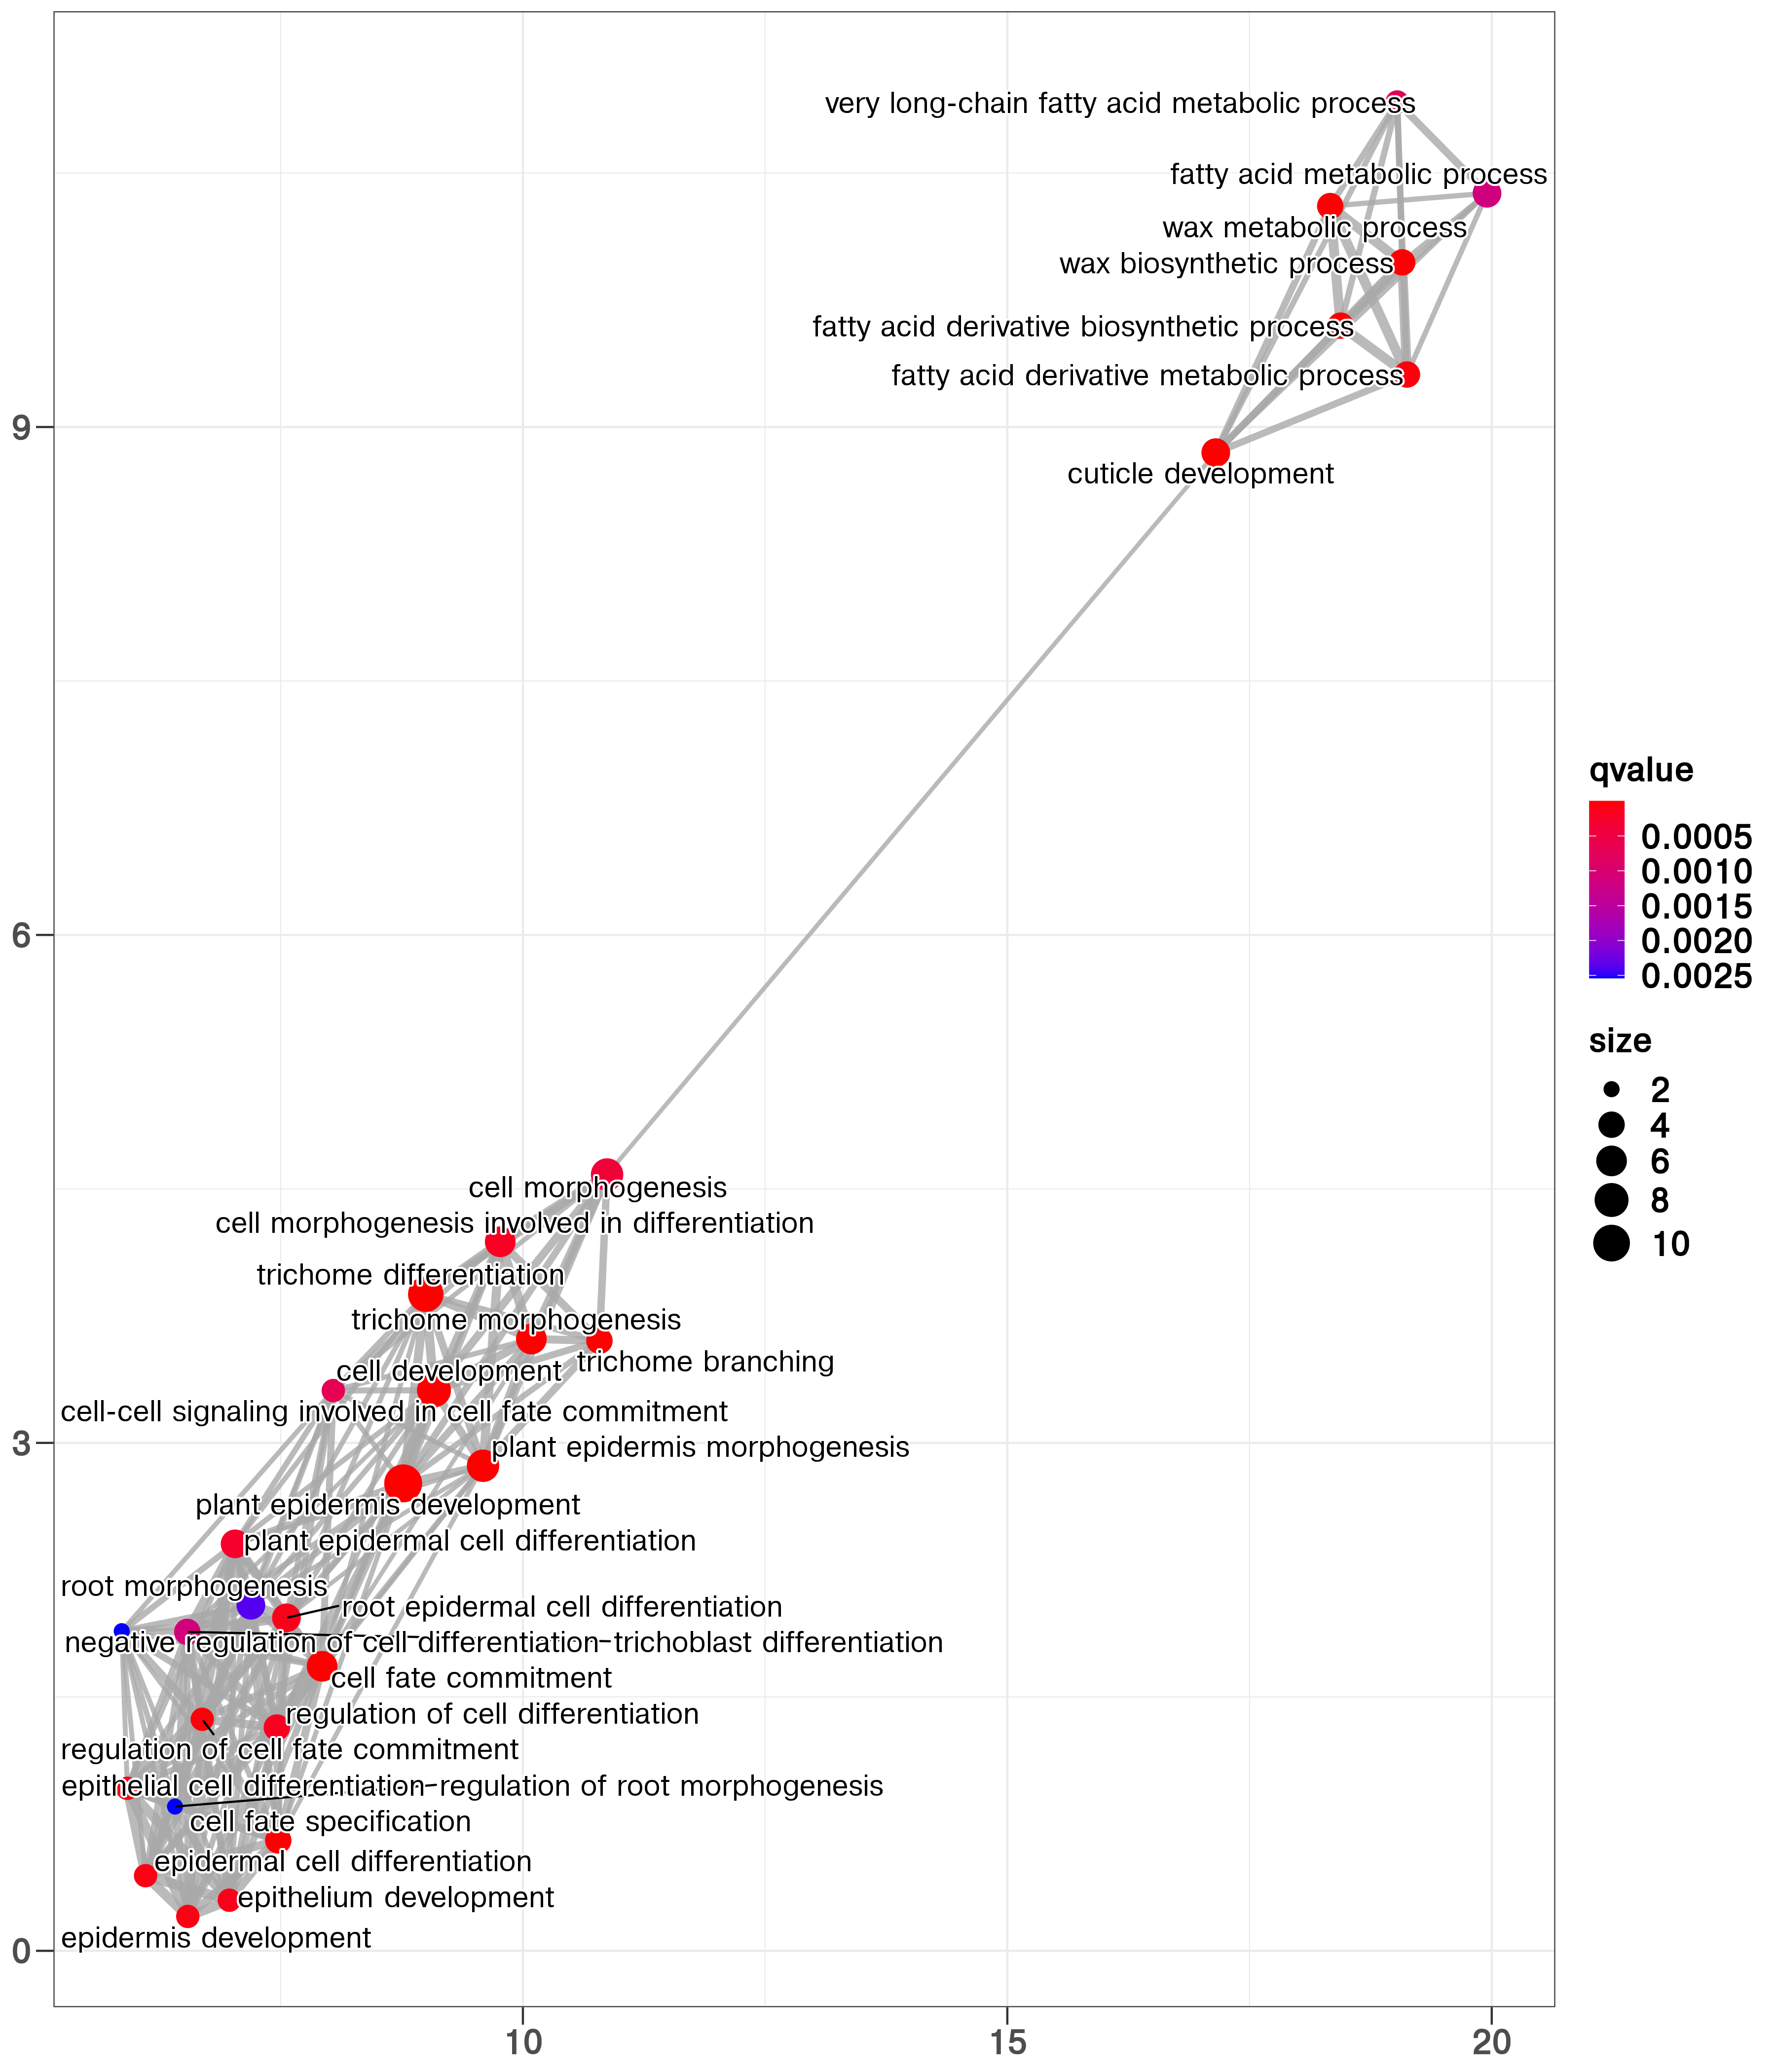 very long-chain fatty acid metabolic process
fatty acid metabolic process
wax metabolic process
wax biosynthetic process
fatty acid derivative biosynthetic process
fatty acid derivative metabolic process
cuticle development
cell morphogenesis
cell morphogenesis involved in differentiation
trichome differentiation
trichome morphogenesis
trichome branching
cell development
cell-cell signaling involved in cell fate commitment
plant epidermis morphogenesis
plant epidermis development
plant epidermal cell differentiation
root morphogenesis
root epidermal cell differentiation
negative regulation of cell differentiation
trichoblast differentiation
cell fate commitment
regulation of cell differentiation
regulation of cell fate commitment
epithelial cell differentiation
regulation of root morphogenesis
cell fate specification
epidermal cell differentiation
epithelium development
epidermis development
9
6
3
0
10
15
20
qvalue
0.0005
0.0010
0.0015
0.0020
0.0025
size
2
4
6
8
10